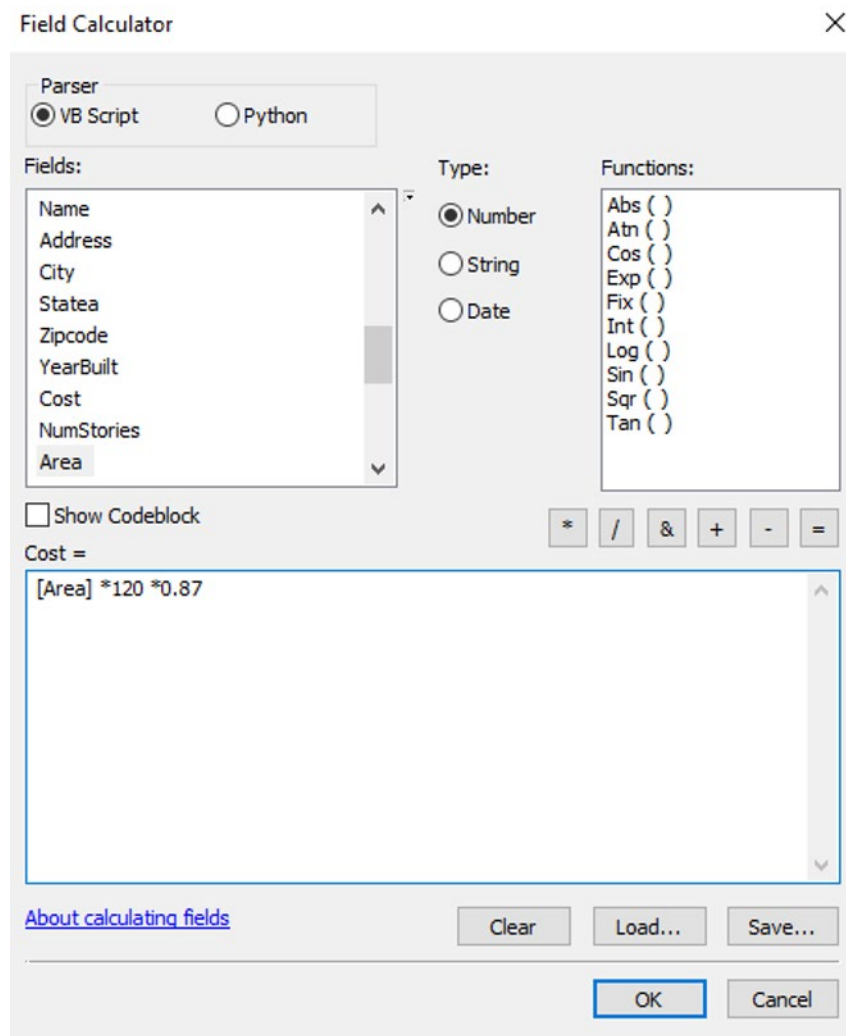 Field Calculator
Parser
VB Script
Python
Fields:
Name
Address
City
Statea
Zipcode
YearBuilt
Cost
NumStories
Area
Type:
Number
String
Date
Functions:
Abs ( )
Atn ( )
Cos ( )
Exp ( )
Fix ( )
Int ( )
Log ( )
Sin ( )
Sqr ( )
Tan ( )
Show Codeblock
* / & + - =
Cost =
[Area] *120 *0.87
About calculating fields
Clear
Load...
Save...
OK
Cancel